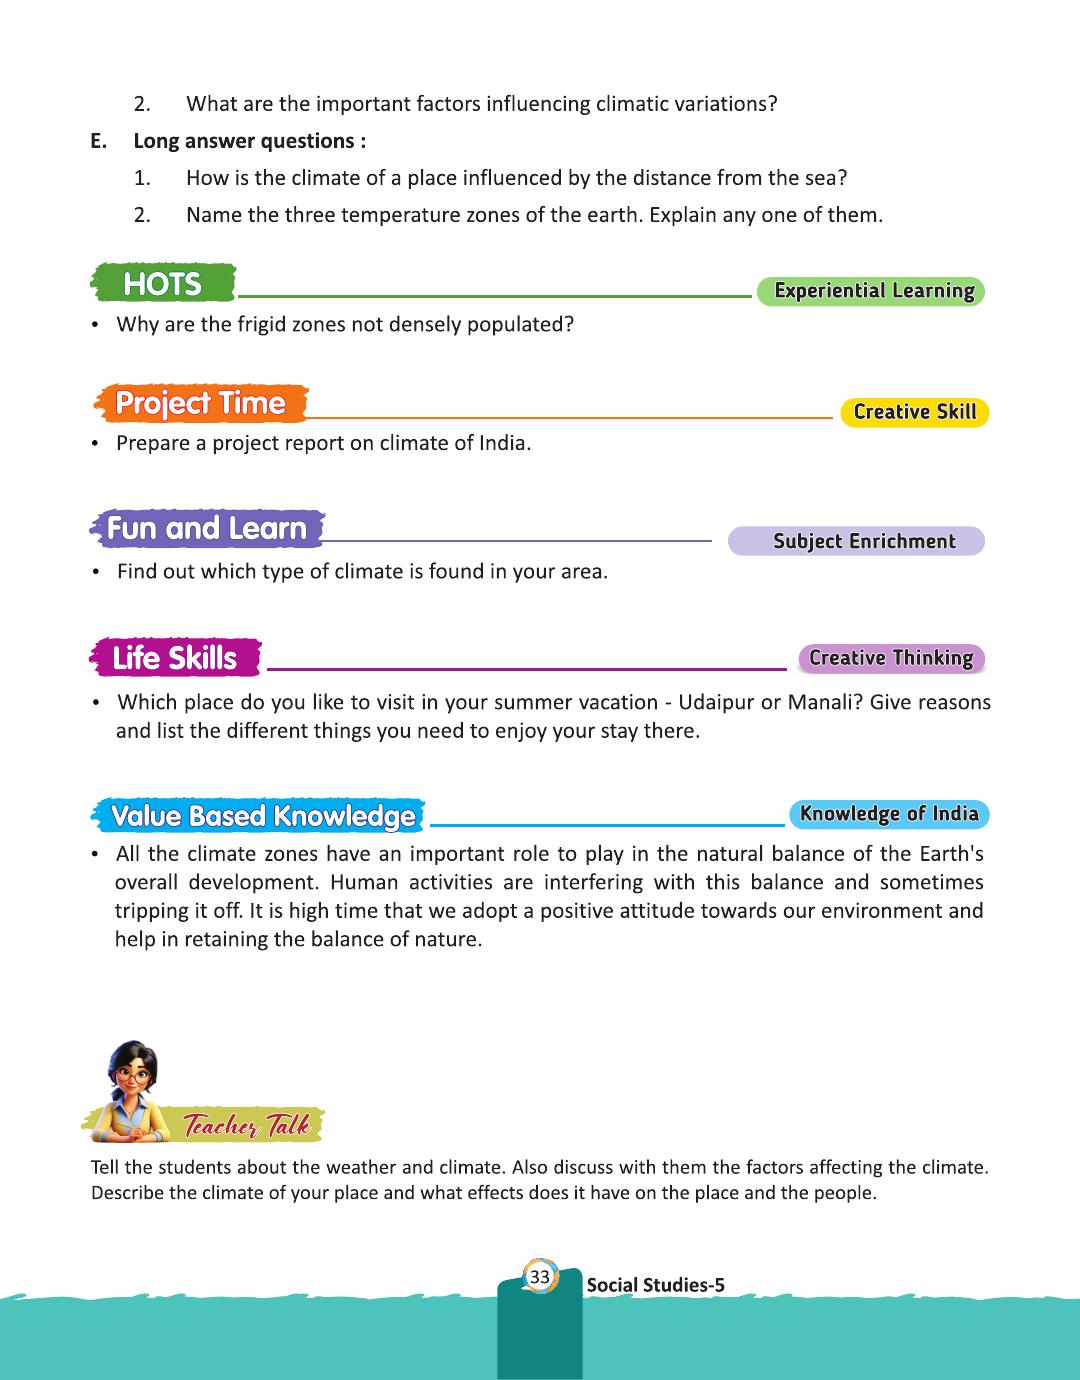 2. What are the important factors influencing climatic variations?
E. Long answer questions :
1. How is the climate of a place influenced by the distance from the sea?
2. Name the three temperature zones of the earth. Explain any one of them.
HOTS
Experiential Learning
• Why are the frigid zones not densely populated?
Project Time
Creative Skill
• Prepare a project report on climate of India.
Fun and Learn
Subject Enrichment
• Find out which type of climate is found in your area.
Life Skills
Creative Thinking
• Which place do you like to visit in your summer vacation - Udaipur or Manali? Give reasons
and list the different things you need to enjoy your stay there.
Value Based Knowledge
Knowledge of India
• All the climate zones have an important role to play in the natural balance of the Earth's
overall development. Human activities are interfering with this balance and sometimes
tripping it off. It is high time that we adopt a positive attitude towards our environment and
help in retaining the balance of nature.
Teacher Talk
Tell the students about the weather and climate. Also discuss with them the factors affecting the climate.
Describe the climate of your place and what effects does it have on the place and the people.
33
Social Studies-5